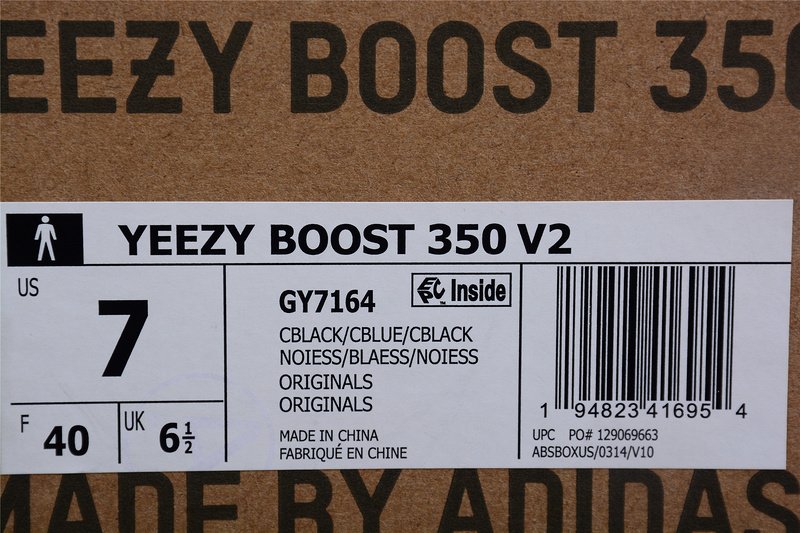 EEZY BOOST 350
YEEZY BOOST 350 V2
US
7
F
40
UK
6½
GY7164
EPC™ Inside
CBLACK/CBLUE/CBLACK
NOIESS/BLAESS/NOIESS
ORIGINALS
ORIGINALS
MADE IN CHINA
FABRIQUÉ EN CHINE
1 94823 41695 4
UPC PO# 129069663
ABSBOXUS/0314/V10
MADE BY ADIDAS